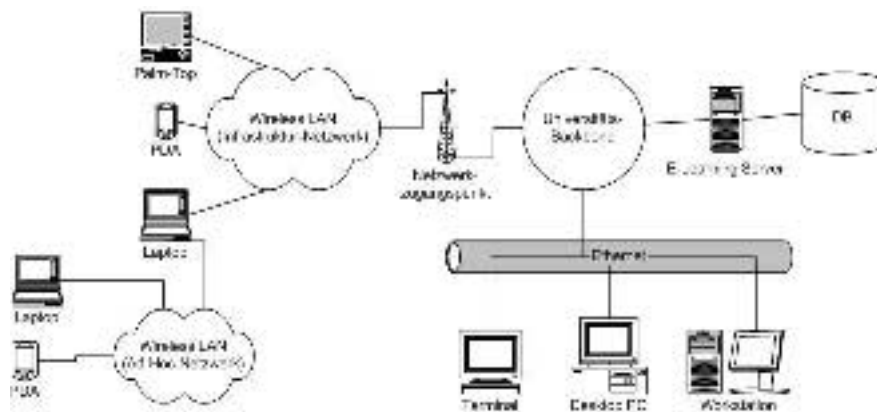 Palm-Top
Wireless LAN
(Infrastruktur-Netzwerk)
PDA
Universitäts-
Backbone
DB
Netzwerk-
zugangspunkt
E-Learning Server
Laptop
Ethernet
Laptop
Wireless LAN
(Ad-Hoc-Netzwerk)
PDA
Terminal
Desktop PC
Workstation